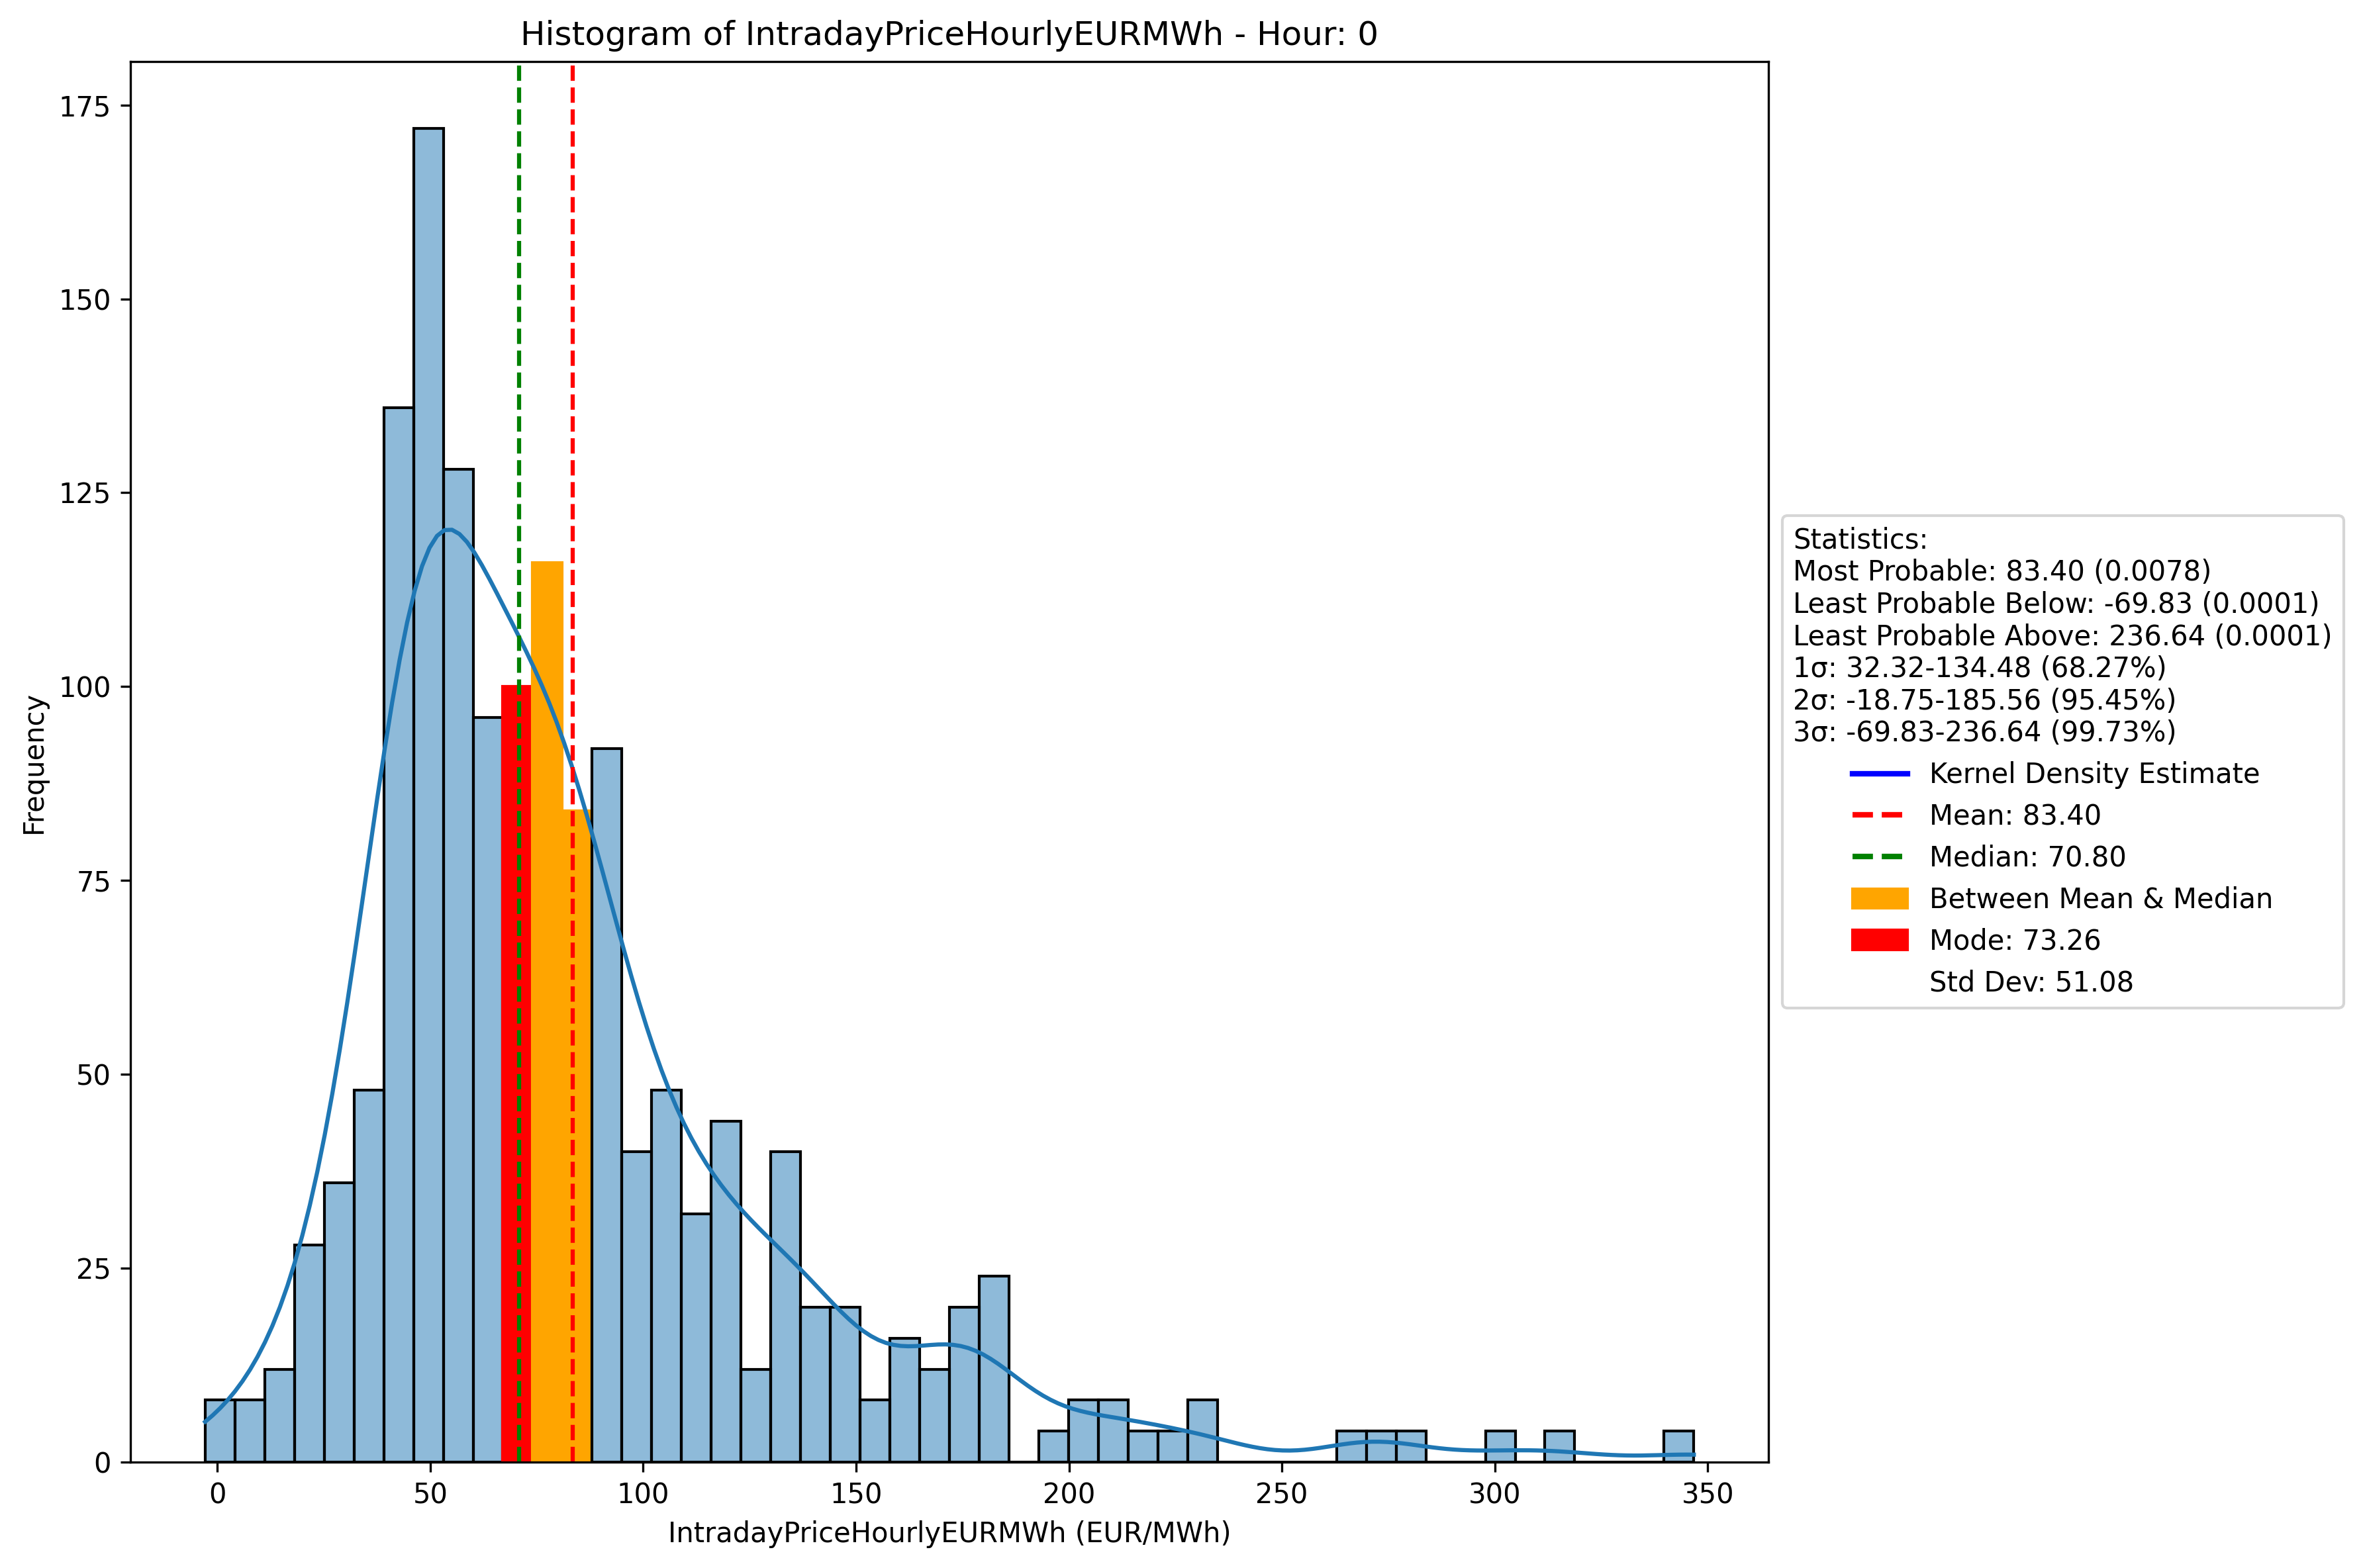 Histogram of IntradayPriceHourlyEURMWh - Hour: 0
175
150
125
100
75
50
25
0
Frequency
0 50 100 150 200 250 300 350
IntradayPriceHourlyEURMWh (EUR/MWh)
Statistics:
Most Probable: 83.40 (0.0078)
Least Probable Below: -69.83 (0.0001)
Least Probable Above: 236.64 (0.0001)
1σ: 32.32-134.48 (68.27%)
2σ: -18.75-185.56 (95.45%)
3σ: -69.83-236.64 (99.73%)
Kernel Density Estimate
Mean: 83.40
Median: 70.80
Between Mean & Median
Mode: 73.26
Std Dev: 51.08